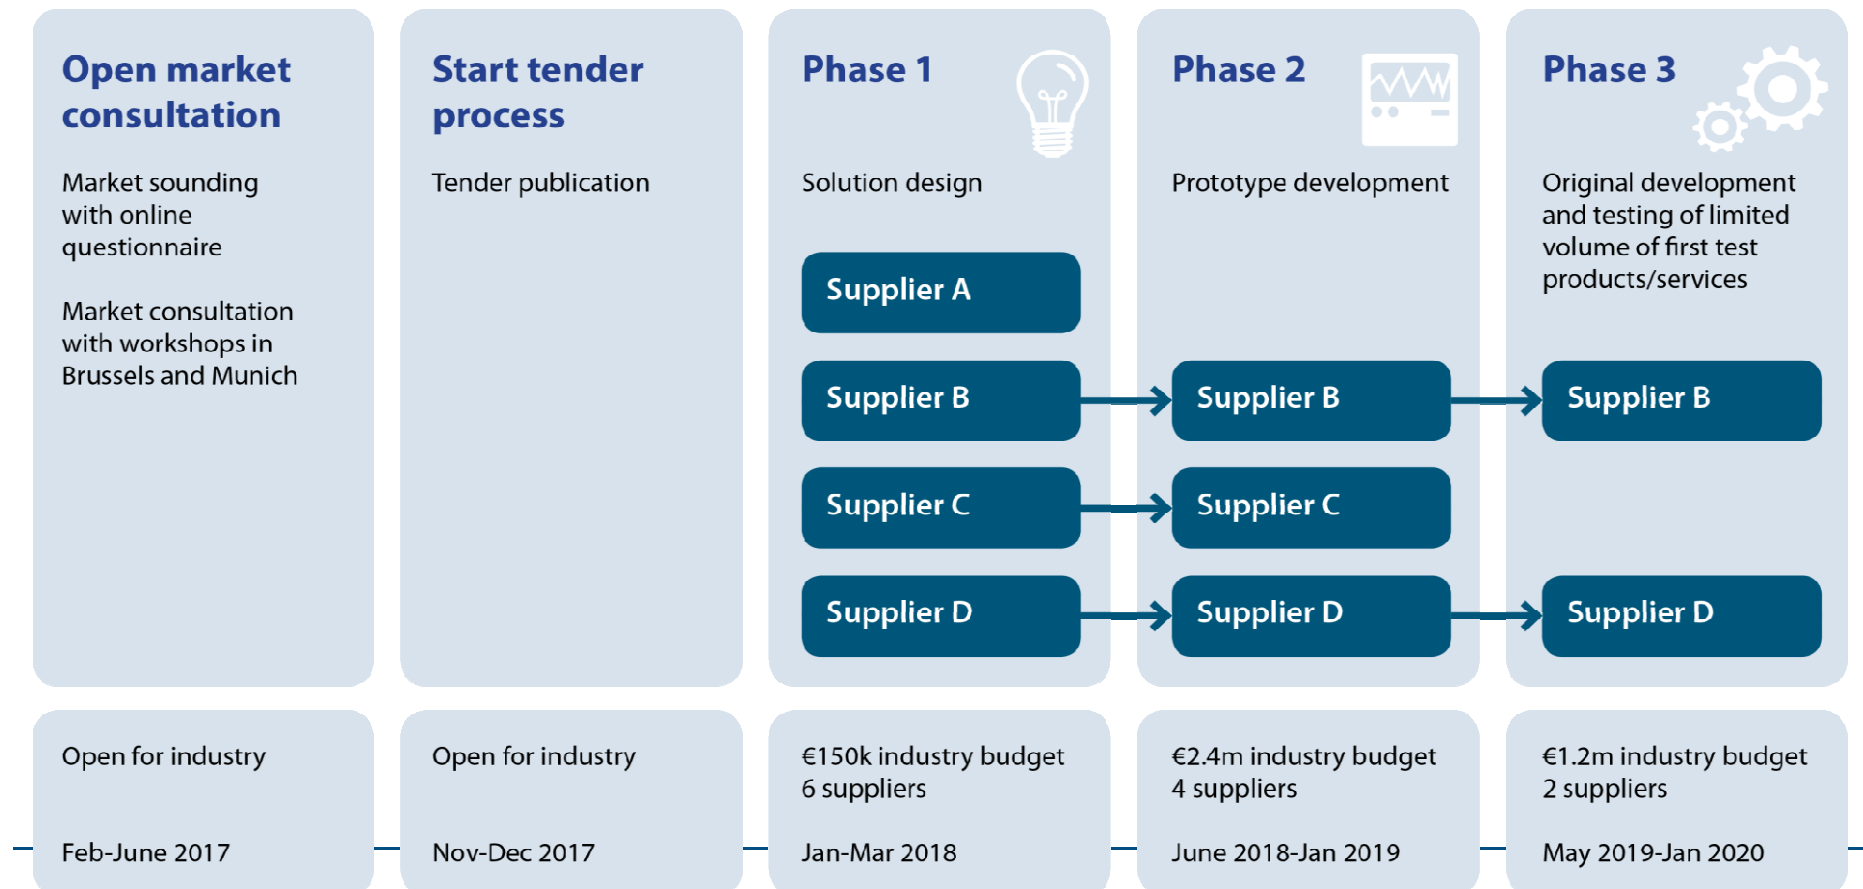 Open market
consultation
Market sounding
with online
questionnaire
Market consultation
with workshops in
Brussels and Munich
Open for industry
Feb-June 2017
Start tender
process
Tender publication
Open for industry
Nov-Dec 2017
Phase 1
Solution design
Supplier A
Supplier B
Supplier C
Supplier D
€150k industry budget
6 suppliers
Jan-Mar 2018
Phase 2
Prototype development
Supplier B
Supplier C
Supplier D
€2.4m industry budget
4 suppliers
June 2018-Jan 2019
Phase 3
Original development
and testing of limited
volume of first test
products/services
Supplier B
Supplier D
€1.2m industry budget
2 suppliers
May 2019-Jan 2020